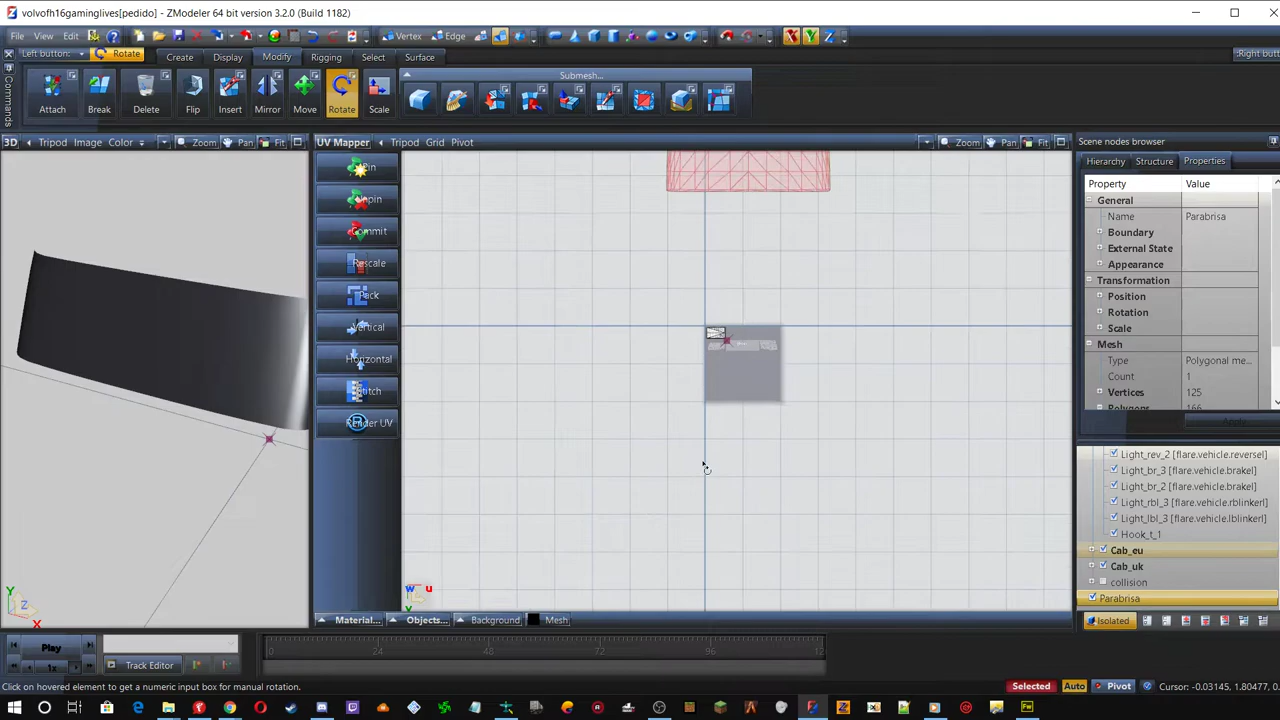 volvofh16gaminglives[pedido] - ZModeler 64 bit version 3.2.0 (Build 1182)
File View Edit Vertex Edge X Y Z
Left button: Rotate Create Display Modify Rigging Select Surface :Right butt
Commands
Submesh...
Attach Break Delete Flip Insert Mirror Move Rotate Scale
3D Tripod Image Color Zoom Pan Fit
UV Mapper Tripod Grid Pivot Zoom Pan Fit
Pin
Unpin
Commit
Rescale
Pack
Vertical
Horizontal
Stitch
Render UV
Scene nodes browser
Hierarchy Structure Properties
Property Value
General
Name Parabrisa
Boundary
External State
Appearance
Transformation
Position
Rotation
Scale
Mesh
Type Polygonal me...
Count 1
Vertices 125
Polygons 166
Light_rev_2 [flare.vehicle.reversel]
Light_br_3 [flare.vehicle.brakel]
Light_br_2 [flare.vehicle.brakel]
Light_rbl_3 [flare.vehicle.rblinkerl]
Light_lbl_3 [flare.vehicle.lblinkerl]
Hook_t_1
Cab_eu
Cab_uk
collision
Parabrisa
Isolated
Y
Z
X
w u
Material... Objects... Background Mesh
Play
1x
Track Editor
0 24 48 72 96 12
Click on hovered element to get a numeric input box for manual rotation.
Selected Auto Pivot Cursor: -0.03145, 1.80477, 0.